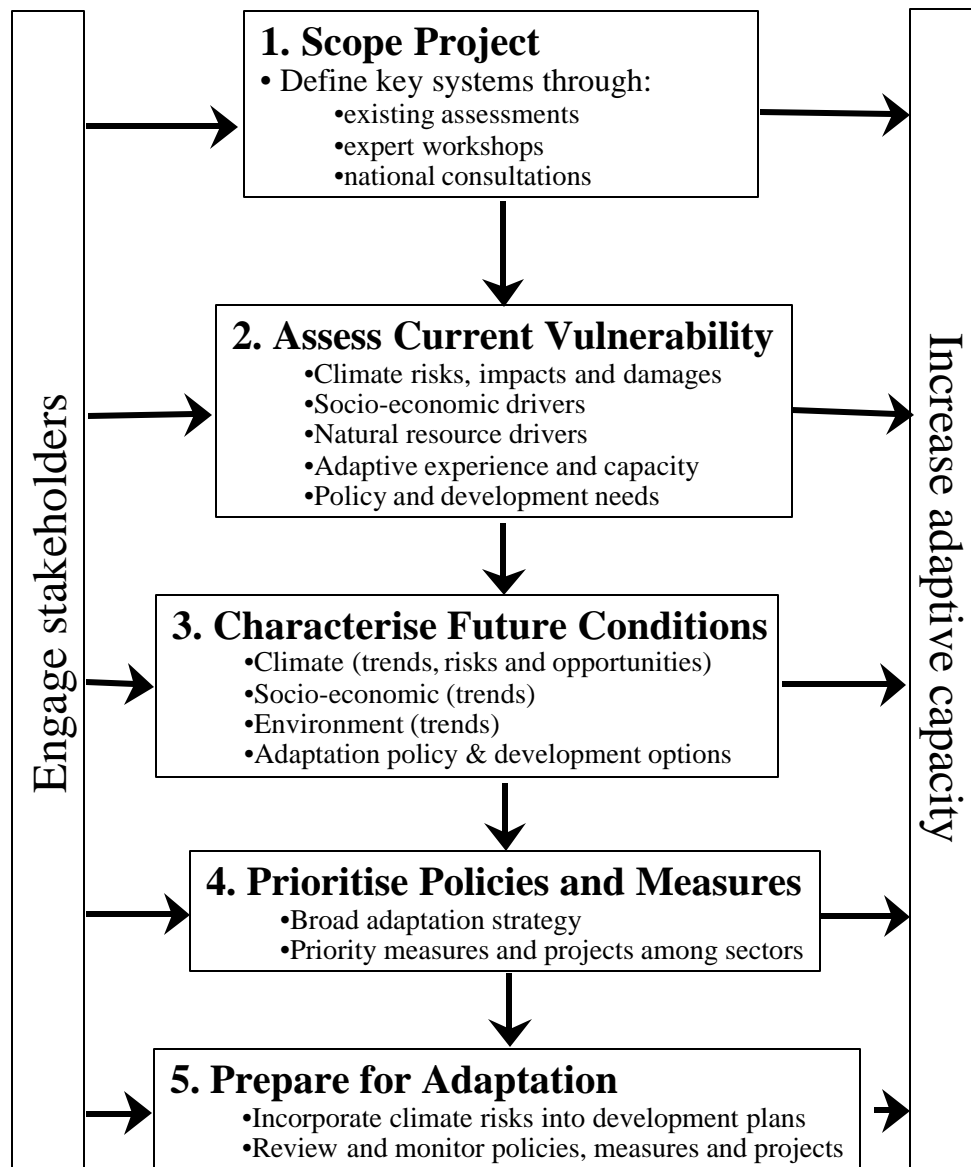 Engage stakeholders
1. Scope Project
• Define key systems through:
•existing assessments
•expert workshops
•national consultations
2. Assess Current Vulnerability
•Climate risks, impacts and damages
•Socio-economic drivers
•Natural resource drivers
•Adaptive experience and capacity
•Policy and development needs
3. Characterise Future Conditions
•Climate (trends, risks and opportunities)
•Socio-economic (trends)
•Environment (trends)
•Adaptation policy & development options
4. Prioritise Policies and Measures
•Broad adaptation strategy
•Priority measures and projects among sectors
5. Prepare for Adaptation
•Incorporate climate risks into development plans
•Review and monitor policies, measures and projects
Increase adaptive capacity